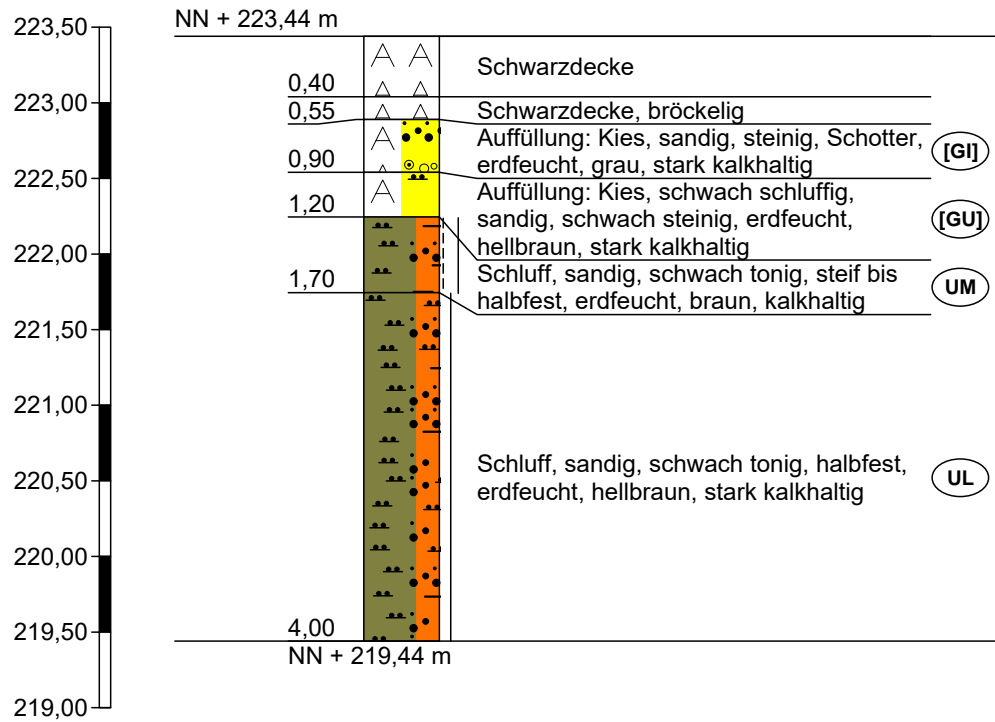 223,50
NN + 223,44 m
Schwarzdecke
0,40
223,00
0,55
Schwarzdecke, bröckelig
Auffüllung: Kies, sandig, steinig, Schotter,
erdfeucht, grau, stark kalkhaltig
[GI]
0,90
222,50
Auffüllung: Kies, schwach schluffig,
sandig, schwach steinig, erdfeucht,
hellbraun, stark kalkhaltig
[GU]
1,20
222,00
Schluff, sandig, schwach tonig, steif bis
halbfest, erdfeucht, braun, kalkhaltig
UM
1,70
221,50
221,00
220,50
Schluff, sandig, schwach tonig, halbfest,
erdfeucht, hellbraun, stark kalkhaltig
UL
220,00
219,50
4,00
NN + 219,44 m
219,00